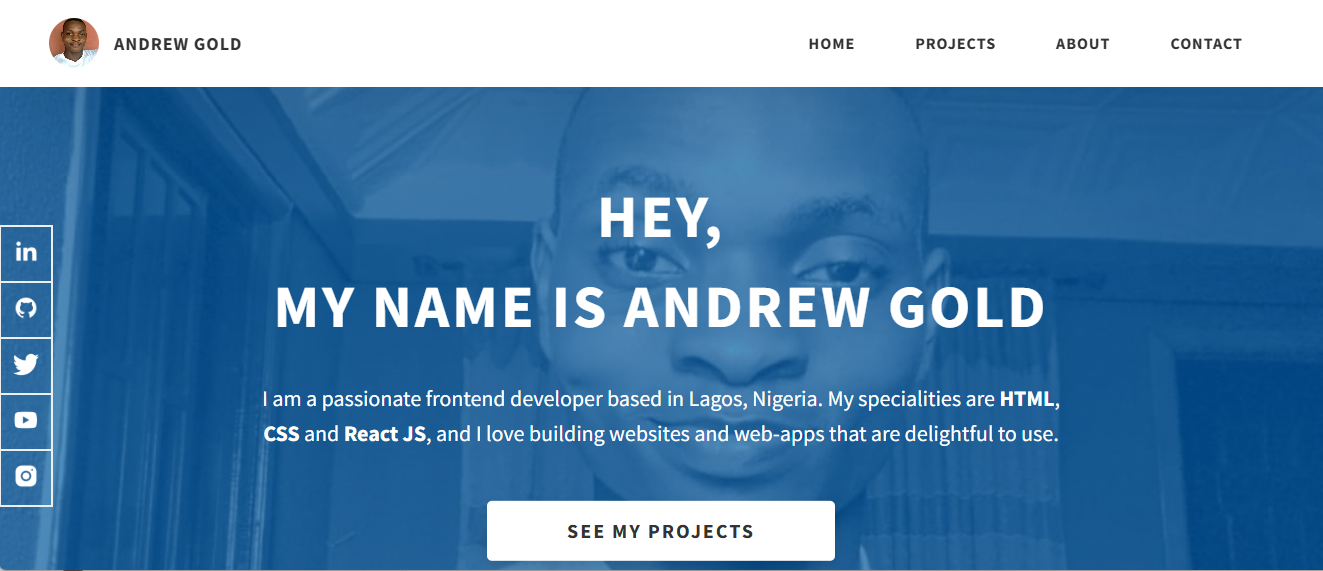 ANDREW GOLD
HOME
PROJECTS
ABOUT
CONTACT
HEY,
MY NAME IS ANDREW GOLD
in
I am a passionate frontend developer based in Lagos, Nigeria. My specialities are HTML,
CSS and React JS, and I love building websites and web-apps that are delightful to use.
SEE MY PROJECTS